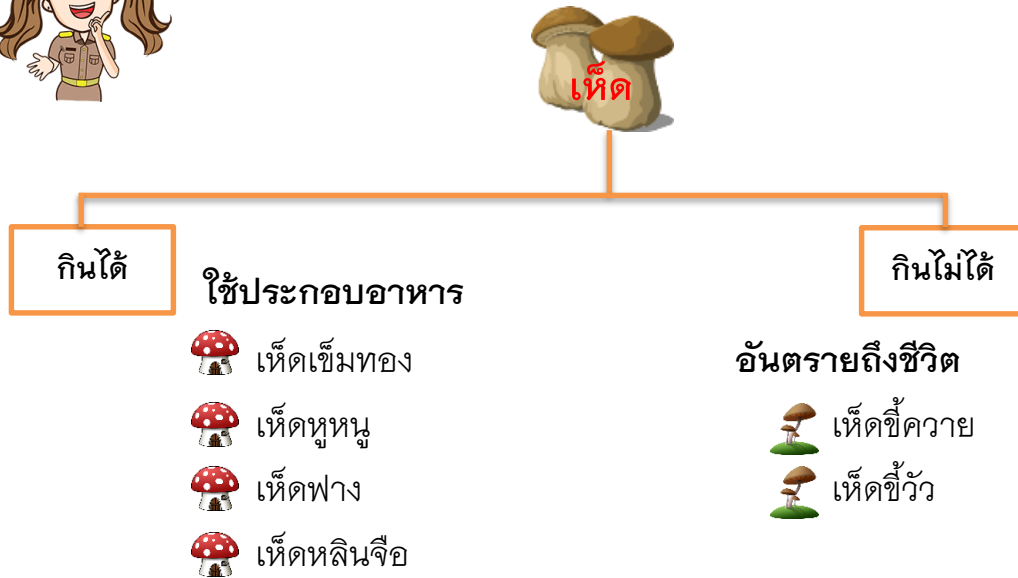 เห็ด
กินได้
ใช้ประกอบอาหาร
เห็ดเข็มทอง
เห็ดหูหนู
เห็ดฟาง
เห็ดหลินจือ
กินไม่ได้
อันตรายถึงชีวิต
เห็ดขี้ควาย
เห็ดขี้วัว